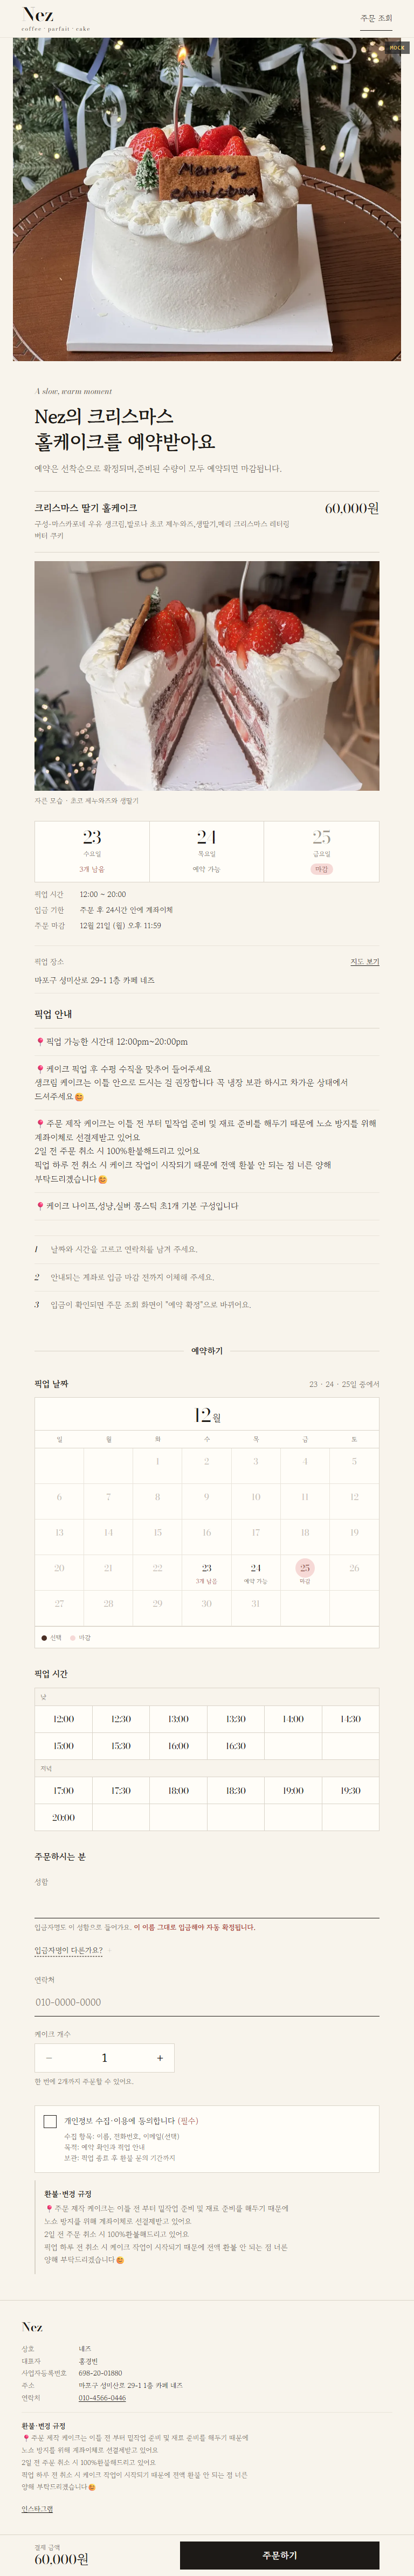 Nez
coffee · parfait · cake
주문 조회
MOCK
Merry
Christmas
A slow, warm moment
Nez의 크리스마스
홀케이크를 예약받아요
예약은 선착순으로 확정되며,준비된 수량이 모두 예약되면 마감됩니다.
크리스마스 딸기 홀케이크
60,000원
구성-마스카포네 우유 생크림,발로나 초코 제누와즈,생딸기,메리 크리스마스 레터링
버터 쿠키
자른 모습 · 초코 제누와즈와 생딸기
23
수요일
3개 남음
24
목요일
예약 가능
25
금요일
마감
픽업 시간 12:00 ~ 20:00
입금 기한 주문 후 24시간 안에 계좌이체
주문 마감 12월 21일 (월) 오후 11:59
픽업 장소
지도 보기
마포구 성미산로 29-1 1층 카페 네즈
픽업 안내
📍픽업 가능한 시간대 12:00pm~20:00pm
📍케이크 픽업 후 수평 수직을 맞추어 들어주세요
생크림 케이크는 이틀 안으로 드시는 걸 권장합니다 꼭 냉장 보관 하시고 차가운 상태에서
드셔주세요😊
📍주문 제작 케이크는 이틀 전 부터 밑작업 준비 및 재료 준비를 해두기 때문에 노쇼 방지를 위해
계좌이체로 선결제받고 있어요
2일 전 주문 취소 시 100%환불해드리고 있어요
픽업 하루 전 취소 시 케이크 작업이 시작되기 때문에 전액 환불 안 되는 점 너른 양해
부탁드리겠습니다😊
📍케이크 나이프,성냥,실버 롱스틱 초1개 기본 구성입니다
1 날짜와 시간을 고르고 연락처를 남겨 주세요.
2 안내되는 계좌로 입금 마감 전까지 이체해 주세요.
3 입금이 확인되면 주문 조회 화면이 “예약 확정”으로 바뀌어요.
예약하기
픽업 날짜
23 · 24 · 25일 중에서
12월
일 월 화 수 목 금 토
1 2 3 4 5
6 7 8 9 10 11 12
13 14 15 16 17 18 19
20 21 22 23 24 25 26
3개 남음 예약 가능 마감
27 28 29 30 31
선택 마감
픽업 시간
낮
12:00 12:30 13:00 13:30 14:00 14:30
15:00 15:30 16:00 16:30
저녁
17:00 17:30 18:00 18:30 19:00 19:30
20:00
주문하시는 분
성함
입금자명도 이 성함으로 들어가요. 이 이름 그대로 입금해야 자동 확정됩니다.
입금자명이 다른가요?
연락처
010-0000-0000
케이크 개수
− 1 +
한 번에 2개까지 주문할 수 있어요.
개인정보 수집·이용에 동의합니다 (필수)
수집 항목: 이름, 전화번호, 이메일(선택)
목적: 예약 확인과 픽업 안내
보관: 픽업 종료 후 환불 문의 기간까지
환불·변경 규정
📍주문 제작 케이크는 이틀 전 부터 밑작업 준비 및 재료 준비를 해두기 때문에
노쇼 방지를 위해 계좌이체로 선결제받고 있어요
2일 전 주문 취소 시 100%환불해드리고 있어요
픽업 하루 전 취소 시 케이크 작업이 시작되기 때문에 전액 환불 안 되는 점 너른
양해 부탁드리겠습니다😊
Nez
상호 네즈
대표자 홍경빈
사업자등록번호 698-20-01880
주소 마포구 성미산로 29-1 1층 카페 네즈
연락처 010-4566-0446
환불·변경 규정
📍주문 제작 케이크는 이틀 전 부터 밑작업 준비 및 재료 준비를 해두기 때문에
노쇼 방지를 위해 계좌이체로 선결제받고 있어요
2일 전 주문 취소 시 100%환불해드리고 있어요
픽업 하루 전 취소 시 케이크 작업이 시작되기 때문에 전액 환불 안 되는 점 너른
양해 부탁드리겠습니다😊
인스타그램
결제 금액
60,000원
주문하기